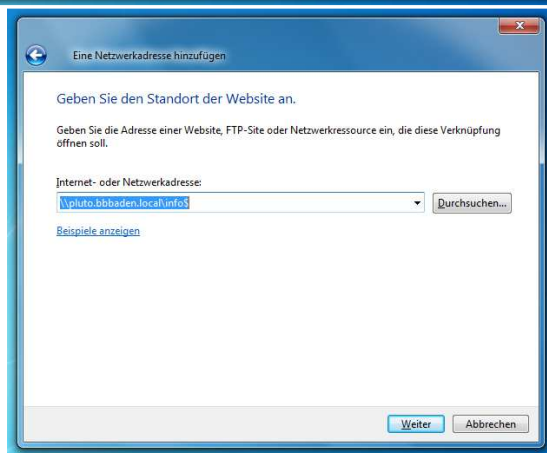 Eine Netzwerkadresse hinzufügen
Geben Sie den Standort der Website an.
Geben Sie die Adresse einer Website, FTP-Site oder Netzwerkressource ein, die diese Verknüpfung
öffnen soll.
Internet- oder Netzwerkadresse:
\\pluto.bbbaden.local\info$
Durchsuchen...
Beispiele anzeigen
Weiter
Abbrechen